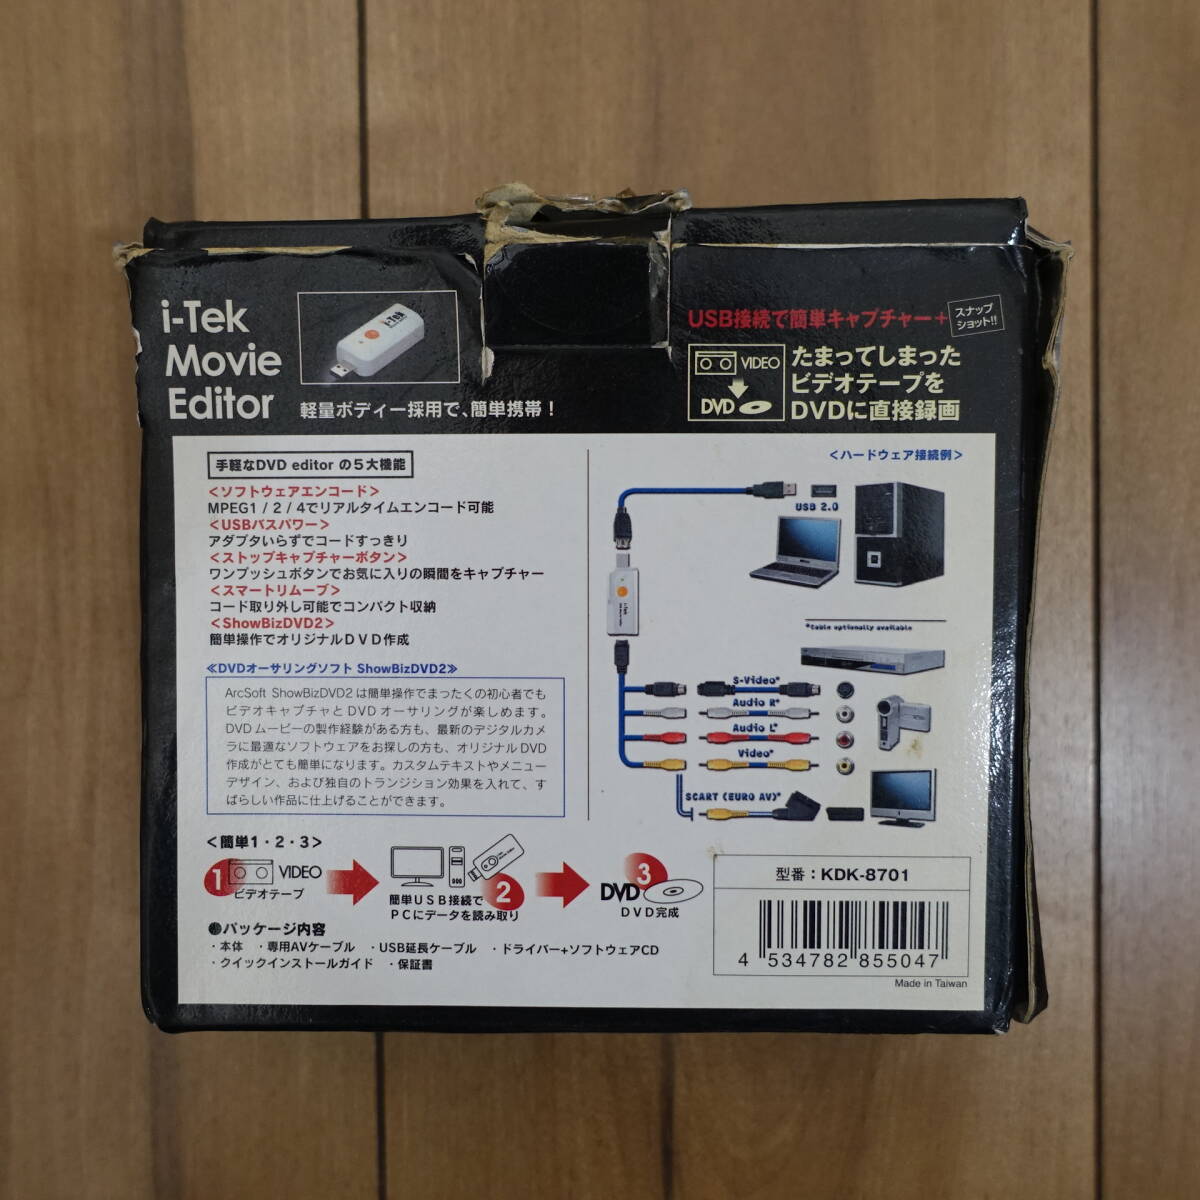 i-Tek
Movie
Editor
i-Tek
軽量ボディー採用で、簡単携帯！
USB接続で簡単キャプチャー＋
スナップ
ショット!!
VIDEO
DVD
たまってしまった
ビデオテープを
DVDに直接録画
手軽なDVD editor の５大機能
＜ソフトウェアエンコード＞
MPEG1 / 2 / 4でリアルタイムエンコード可能
＜USBバスパワー＞
アダプタいらずでコードすっきり
＜ストップキャプチャーボタン＞
ワンプッシュボタンでお気に入りの瞬間をキャプチャー
＜スマートリムーブ＞
コード取り外し可能でコンパクト収納
＜ShowBizDVD2＞
簡単操作でオリジナルＤＶＤ作成
≪DVDオーサリングソフト ShowBizDVD2≫
ArcSoft ShowBizDVD2 は簡単操作でまったくの初心者でも
ビデオキャプチャと DVD オーサリングが楽しめます。
DVD ムービーの製作経験がある方も、最新のデジタルカメ
ラに最適なソフトウェアをお探しの方も、オリジナル DVD
作成がとても簡単になります。カスタムテキストやメニュー
デザイン、および独自のトランジション効果を入れて、す
ばらしい作品に仕上げることができます。
＜ハードウェア接続例＞
USB 2.0
i-Tek
*Cable optionally available
S-Video*
Audio R*
Audio L*
Video*
SCART (EURO AV)*
＜簡単1・2・3＞
1
VIDEO
ビデオテープ
2
簡単ＵＳＢ接続で
ＰＣにデータを読み取り
3
DVD
ＤＶＤ完成
●パッケージ内容
・本体 ・専用AVケーブル ・USB延長ケーブル ・ドライバー+ソフトウェアCD
・クイックインストールガイド ・保証書
型番：KDK-8701
4 534782 855047
Made in Taiwan